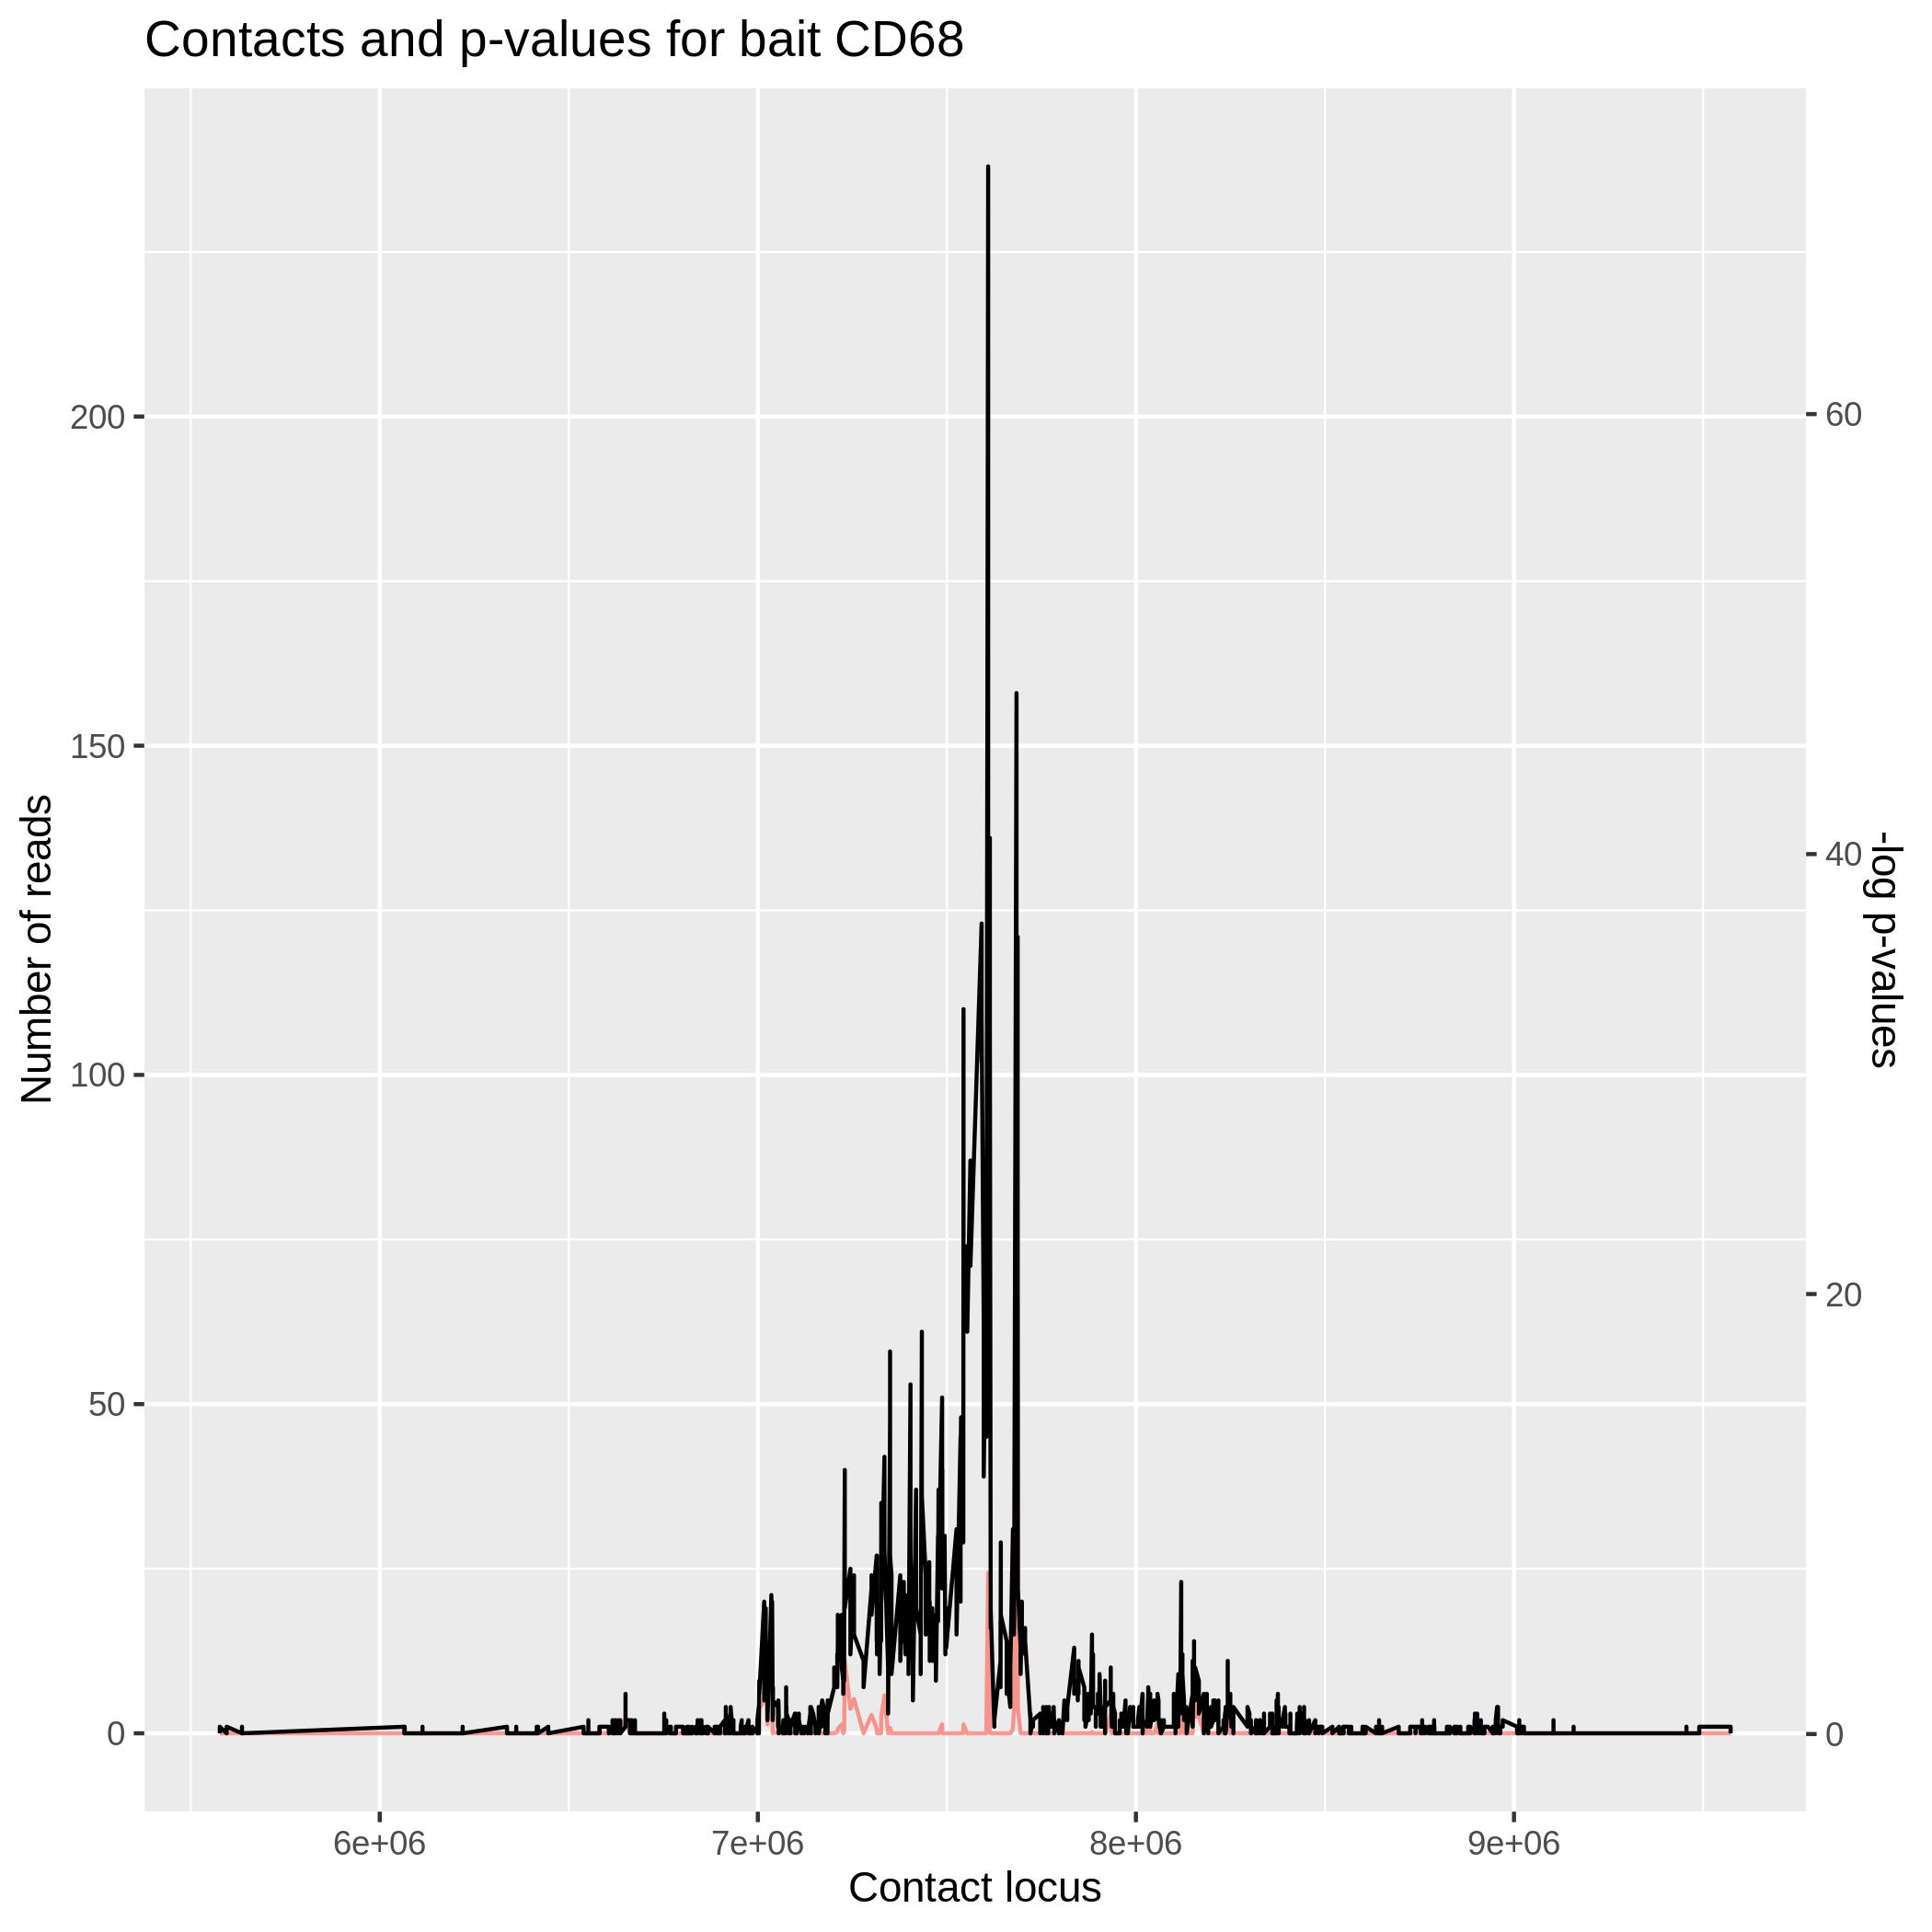 Contacts and p-values for bait CD68
Number of reads
200
150
100
50
0
60
40
20
0
-log p-values
6e+06 7e+06 8e+06 9e+06
Contact locus